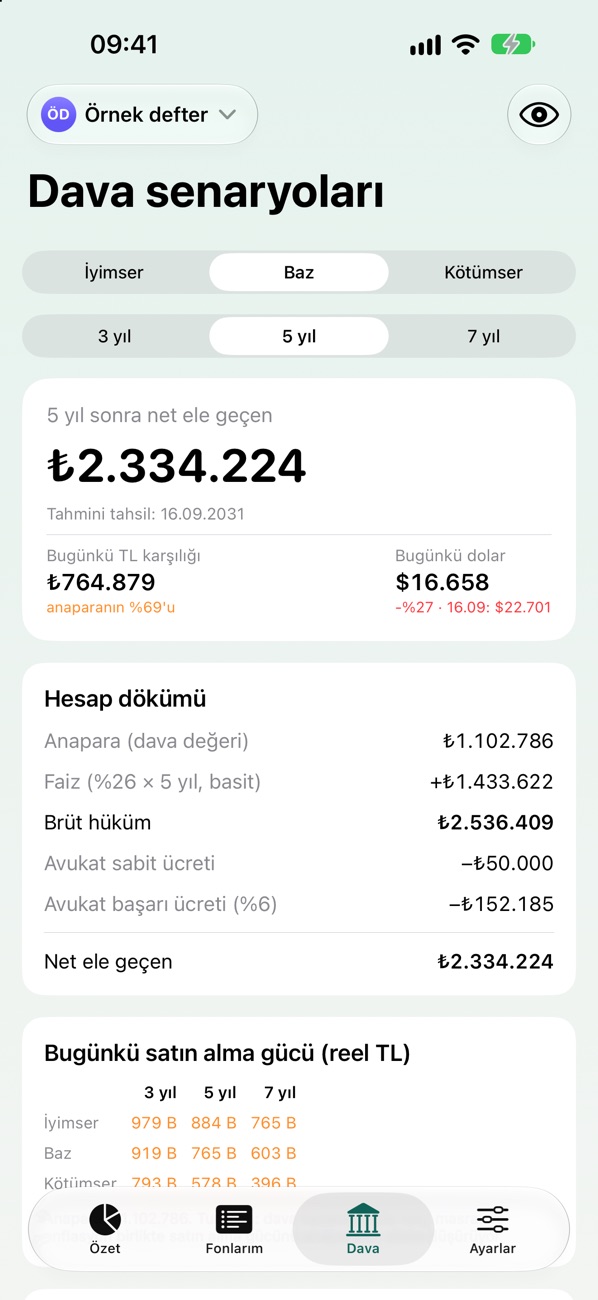 09:41
ÖD Örnek defter
Dava senaryoları
İyimser Baz Kötümser
3 yıl 5 yıl 7 yıl
5 yıl sonra net ele geçen
₺2.334.224
Tahmini tahsil: 16.09.2031
Bugünkü TL karşılığı Bugünkü dolar
₺764.879 $16.658
anaparanın %69'u -%27 · 16.09: $22.701
Hesap dökümü
Anapara (dava değeri) ₺1.102.786
Faiz (%26 × 5 yıl, basit) +₺1.433.622
Brüt hüküm ₺2.536.409
Avukat sabit ücreti −₺50.000
Avukat başarı ücreti (%6) −₺152.185
Net ele geçen ₺2.334.224
Bugünkü satın alma gücü (reel TL)
3 yıl 5 yıl 7 yıl
İyimser 979 B 884 B 765 B
Baz 919 B 765 B 603 B
Kötümser 793 B 578 B 396 B
Özet Fonlarım Dava Ayarlar